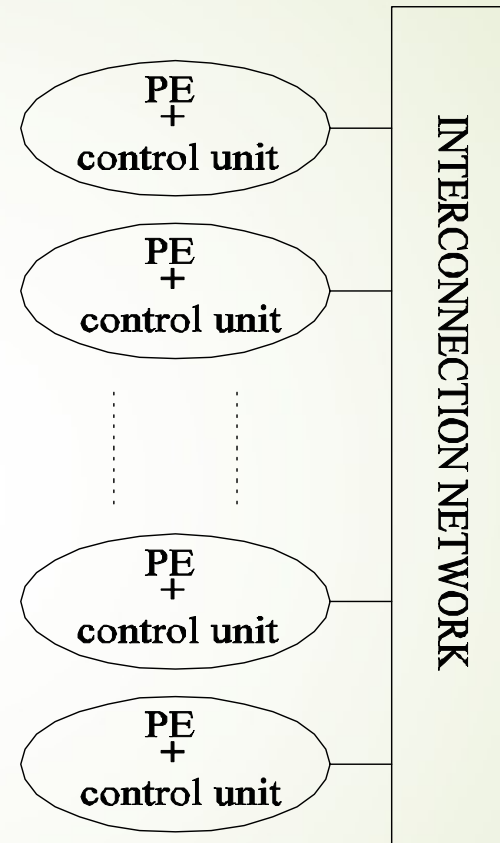 PE
+
control unit
PE
+
control unit
PE
+
control unit
PE
+
control unit
INTERCONNECTION NETWORK